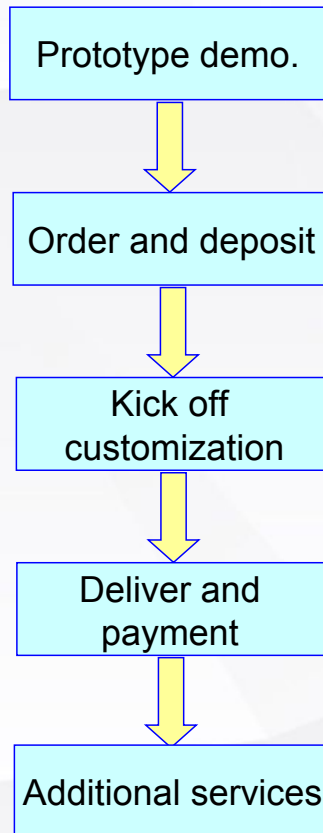 Prototype demo.
Order and deposit
Kick off
customization
Deliver and
payment
Additional services